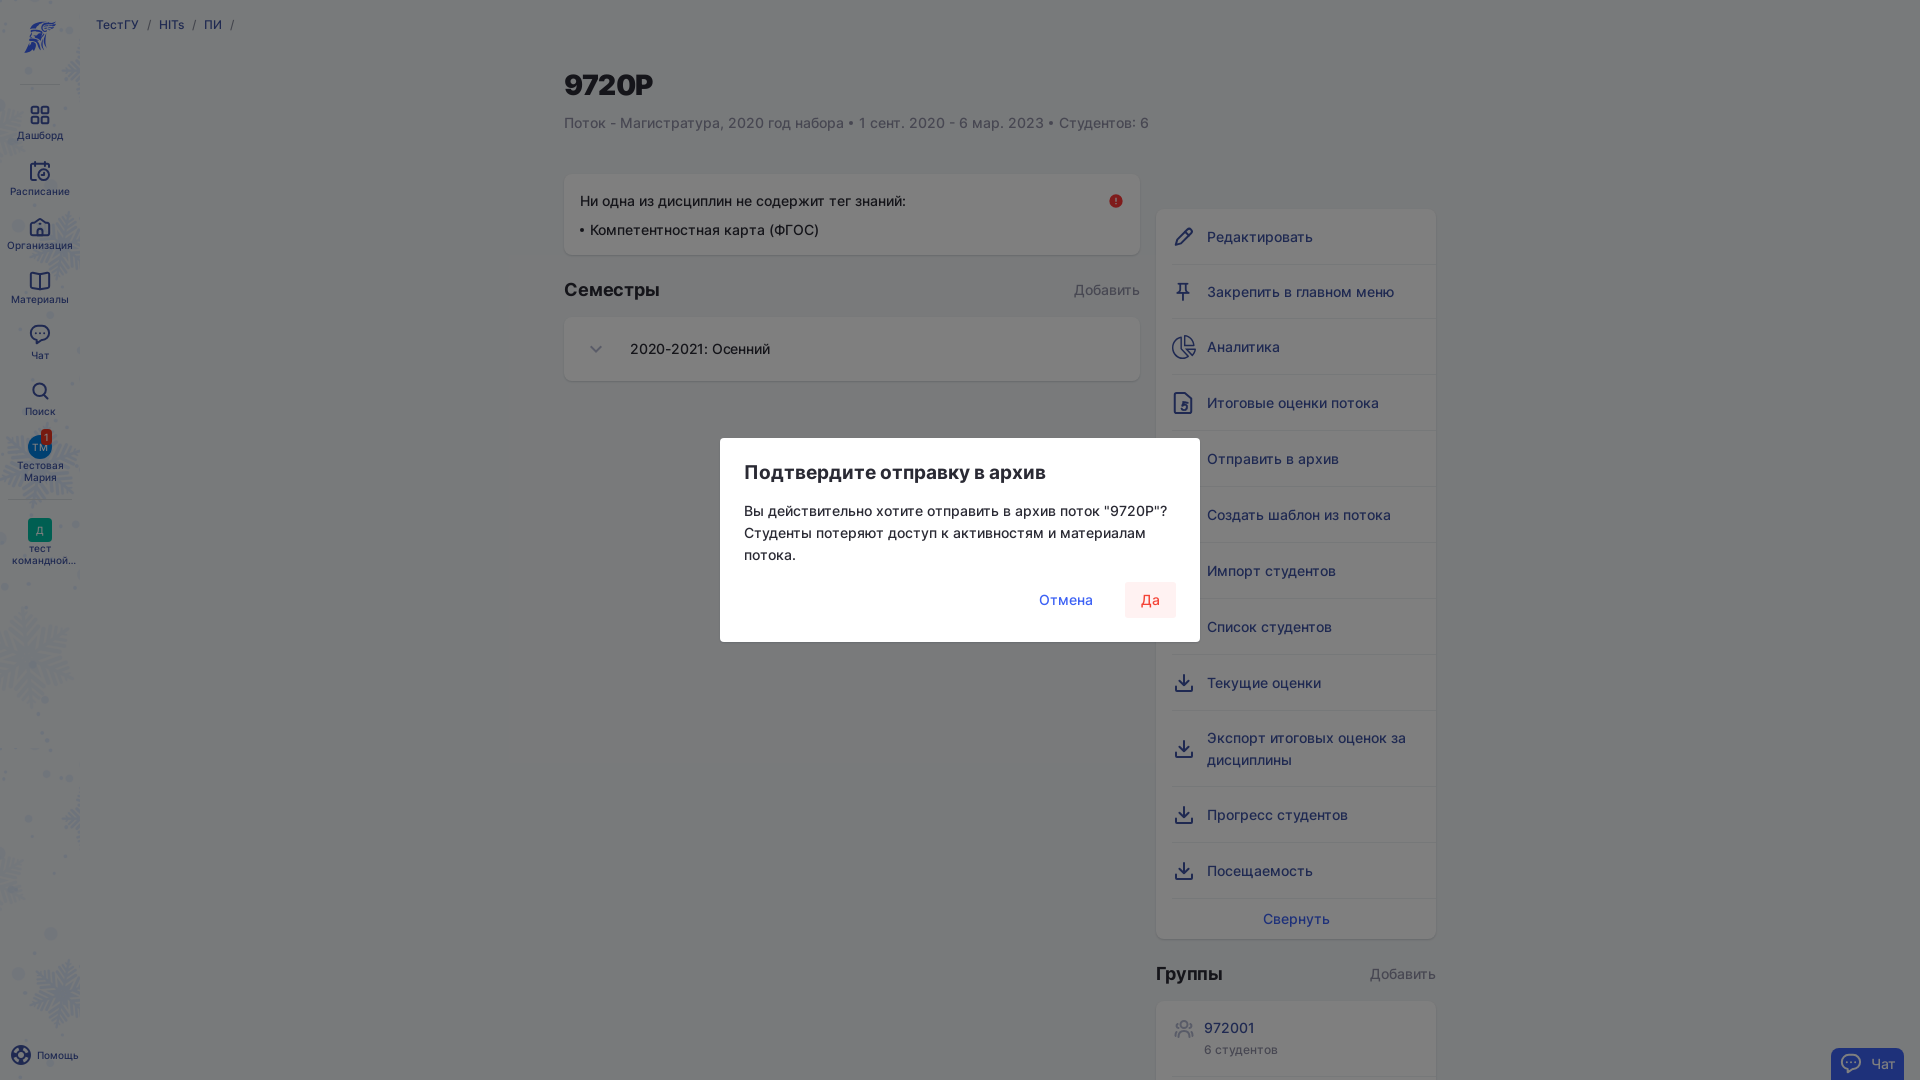 ТестГУ / HITs / ПИ /
Дашборд
Расписание
Организация
Материалы
Чат
Поиск
ТМ
1
Тестовая
Мария
Д
тест
командной...
Помощь
9720Р
Поток - Магистратура, 2020 год набора • 1 сент. 2020 - 6 мар. 2023 • Студентов: 6
Ни одна из дисциплин не содержит тег знаний:
• Компетентностная карта (ФГОС)
Семестры
Добавить
2020-2021: Осенний
Подтвердите отправку в архив
Вы действительно хотите отправить в архив поток "9720Р"?
Студенты потеряют доступ к активностям и материалам
потока.
Отмена
Да
Редактировать
Закрепить в главном меню
Аналитика
Итоговые оценки потока
Отправить в архив
Создать шаблон из потока
Импорт студентов
Список студентов
Текущие оценки
Экспорт итоговых оценок за
дисциплины
Прогресс студентов
Посещаемость
Свернуть
Группы
Добавить
972001
6 студентов
Чат